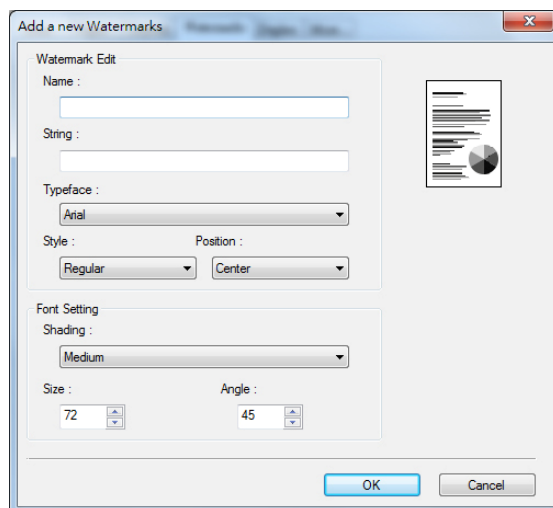 Add a new Watermarks
Watermark Edit
Name :
String :
Typeface :
Arial
Style : Position :
Regular Center
Font Setting
Shading :
Medium
Size : Angle :
72 45
OK Cancel